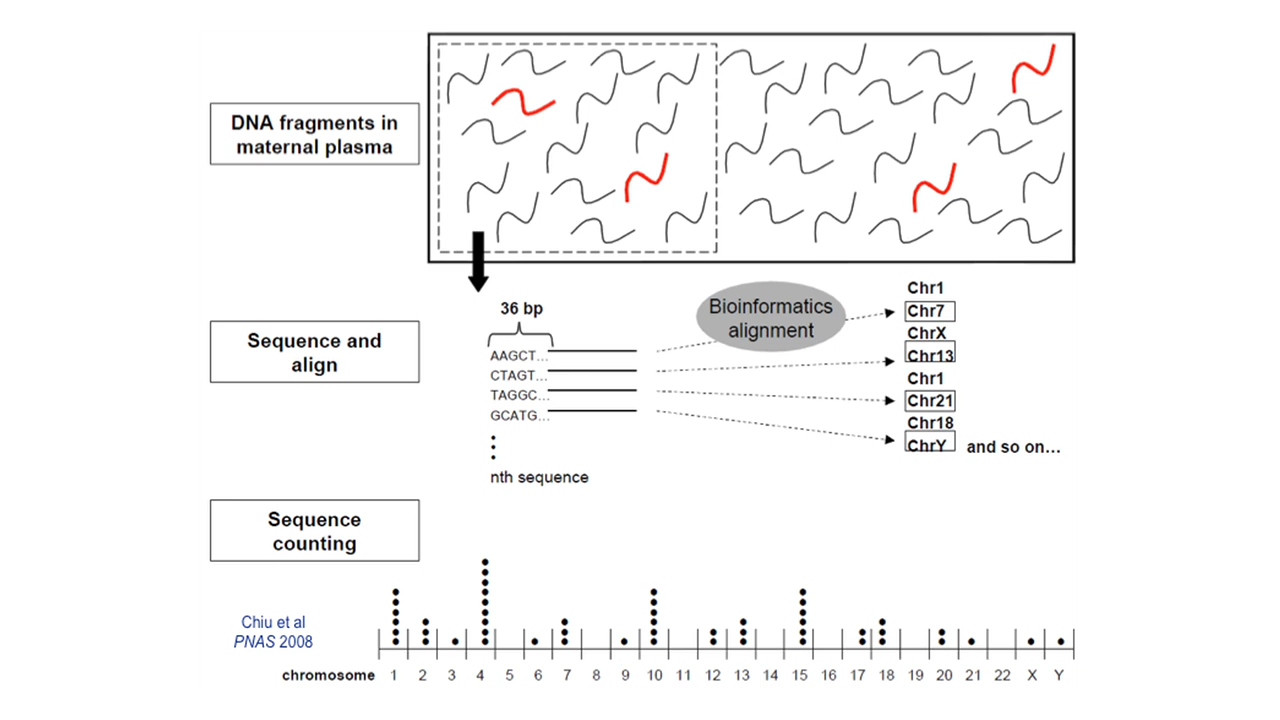 DNA fragments in
maternal plasma
Sequence and
align
36 bp
AAGCT...
CTAGT...
TAGGC...
GCATG...
nth sequence
Bioinformatics
alignment
Chr1
Chr7
ChrX
Chr13
Chr1
Chr21
Chr18
ChrY and so on...
Sequence
counting
Chiu et al
PNAS 2008
chromosome 1 2 3 4 5 6 7 8 9 10 11 12 13 14 15 16 17 18 19 20 21 22 X Y